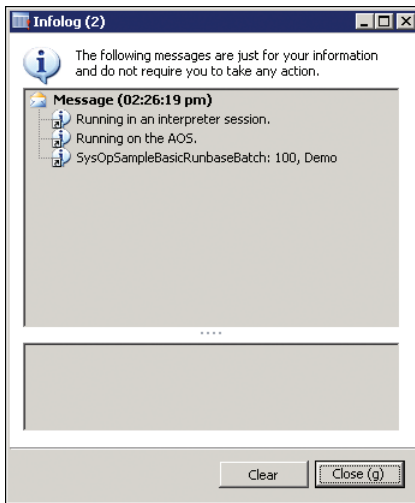 Infolog (2)
The following messages are just for your information
and do not require you to take any action.
Message (02:26:19 pm)
Running in an interpreter session.
Running on the AOS.
SysOpSampleBasicRunbaseBatch: 100, Demo
Clear
Close (g)